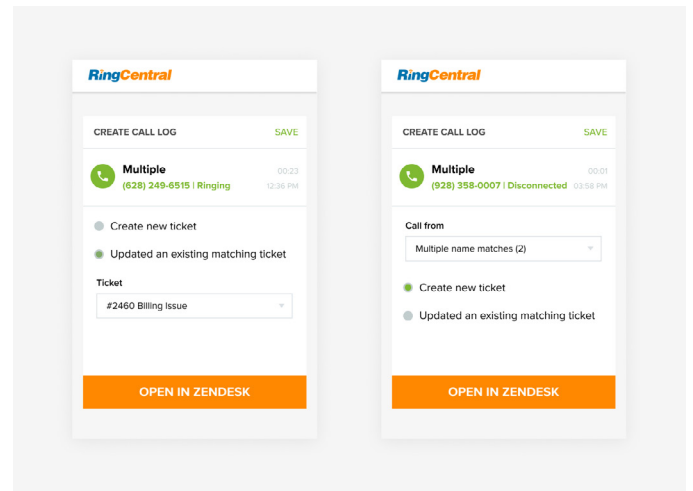 RingCentral
CREATE CALL LOG SAVE
Multiple 00:23
(628) 249-6515 | Ringing 12:36 PM
Create new ticket
Updated an existing matching ticket
Ticket
#2460 Billing Issue
OPEN IN ZENDESK
RingCentral
CREATE CALL LOG SAVE
Multiple 00:01
(928) 358-0007 | Disconnected 03:58 PM
Call from
Multiple name matches (2)
Create new ticket
Updated an existing matching ticket
OPEN IN ZENDESK